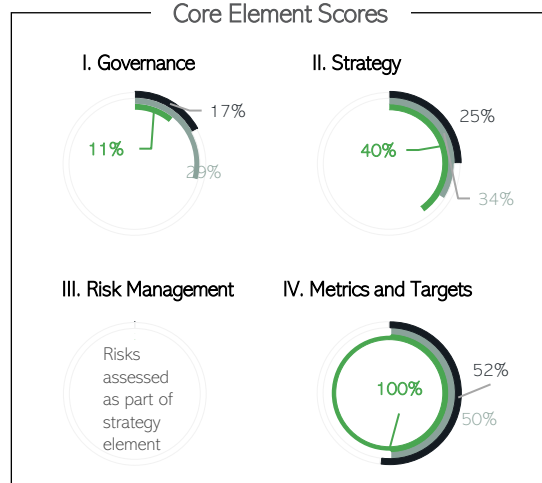 Core Element Scores
I. Governance
17%
11%
29%
II. Strategy
25%
40%
34%
III. Risk Management
Risks
assessed
as part of
strategy
element
IV. Metrics and Targets
52%
100%
50%